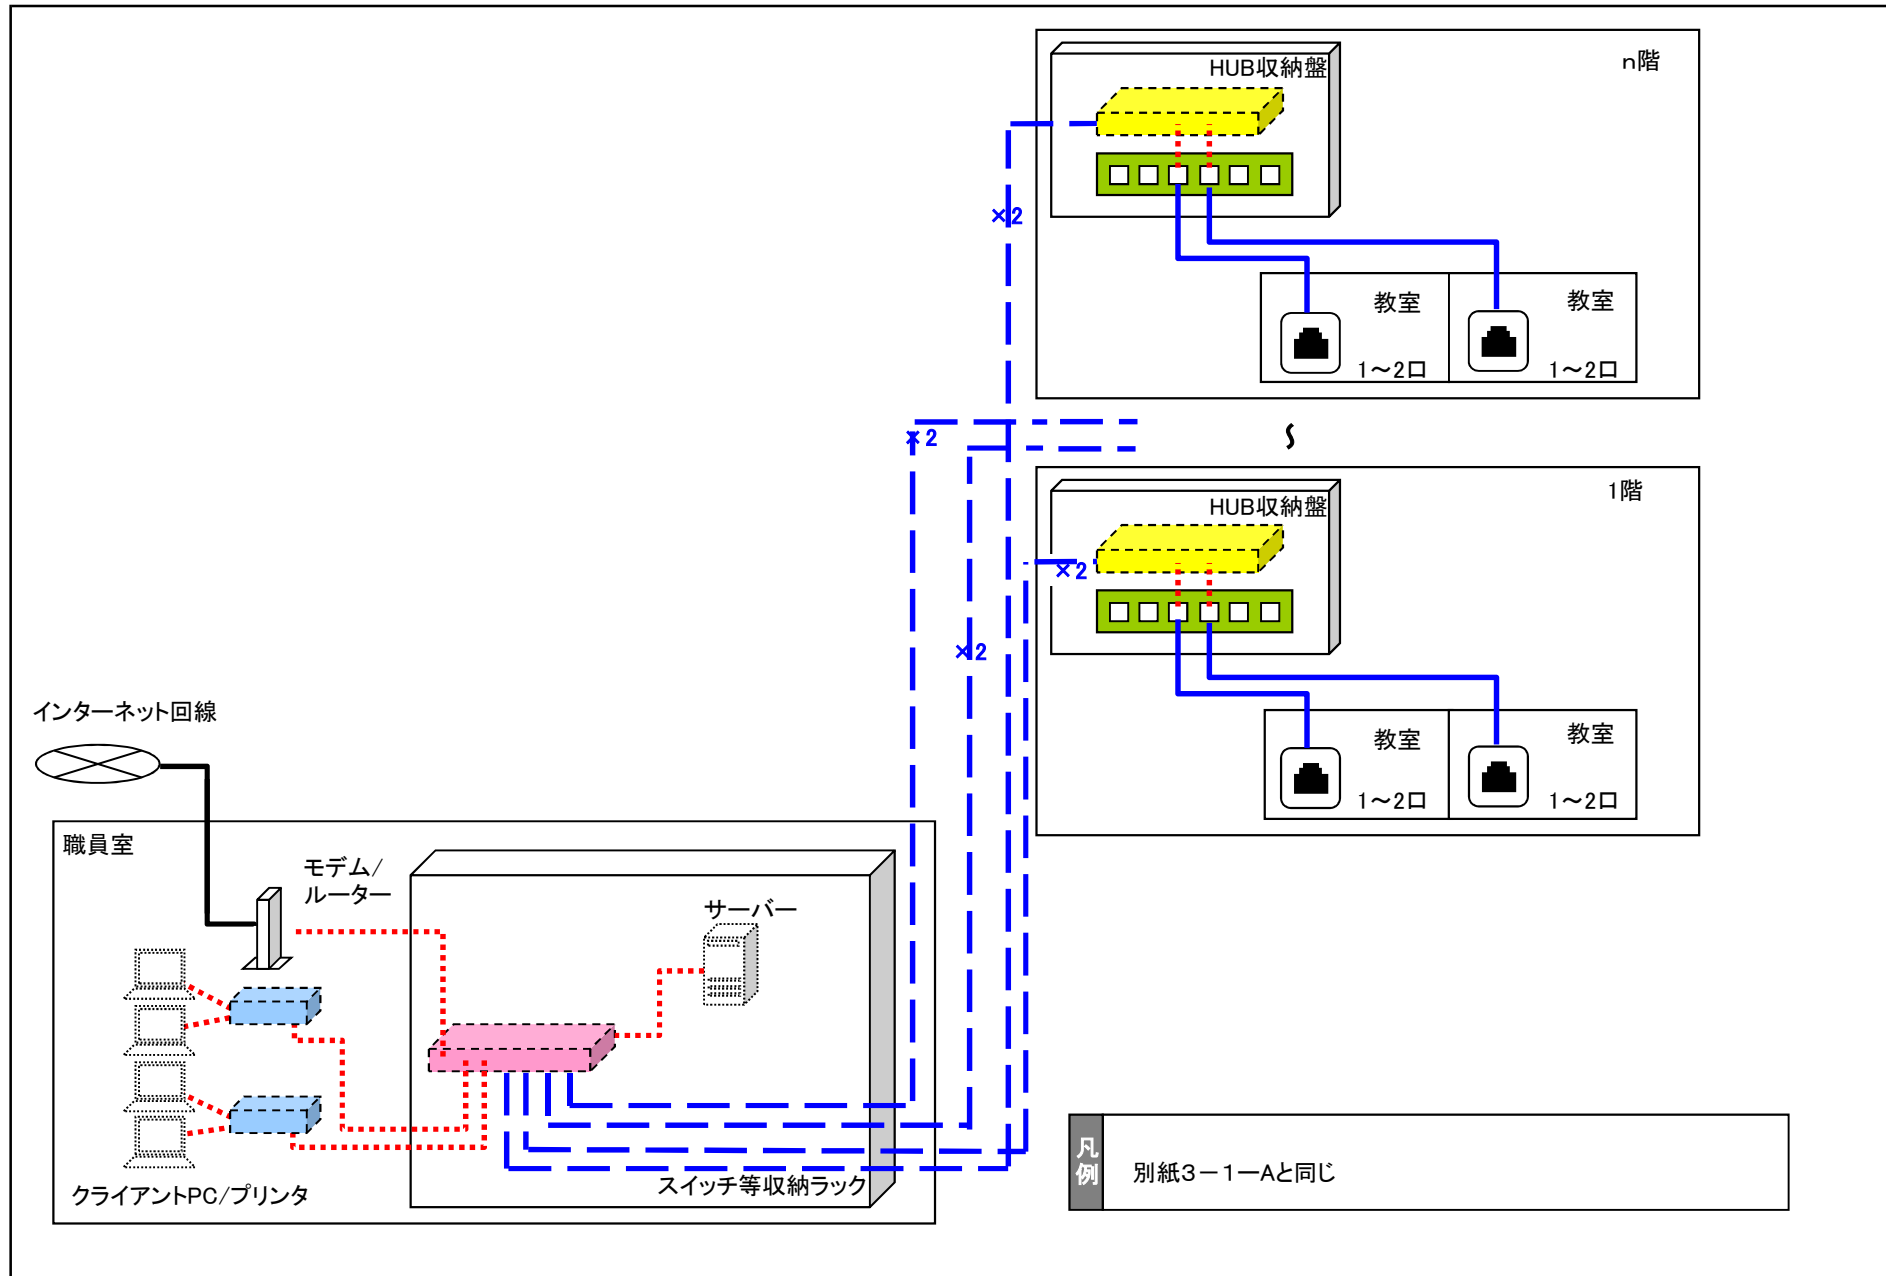 n階
HUB収納盤
×2
教室
教室
1～2口
1～2口
×2
∫
1階
HUB収納盤
×2
×2
教室
教室
1～2口
1～2口
インターネット回線
職員室
モデム/
ルーター
サーバー
クライアントPC/プリンタ
スイッチ等収納ラック
凡例
別紙3－1－Aと同じ